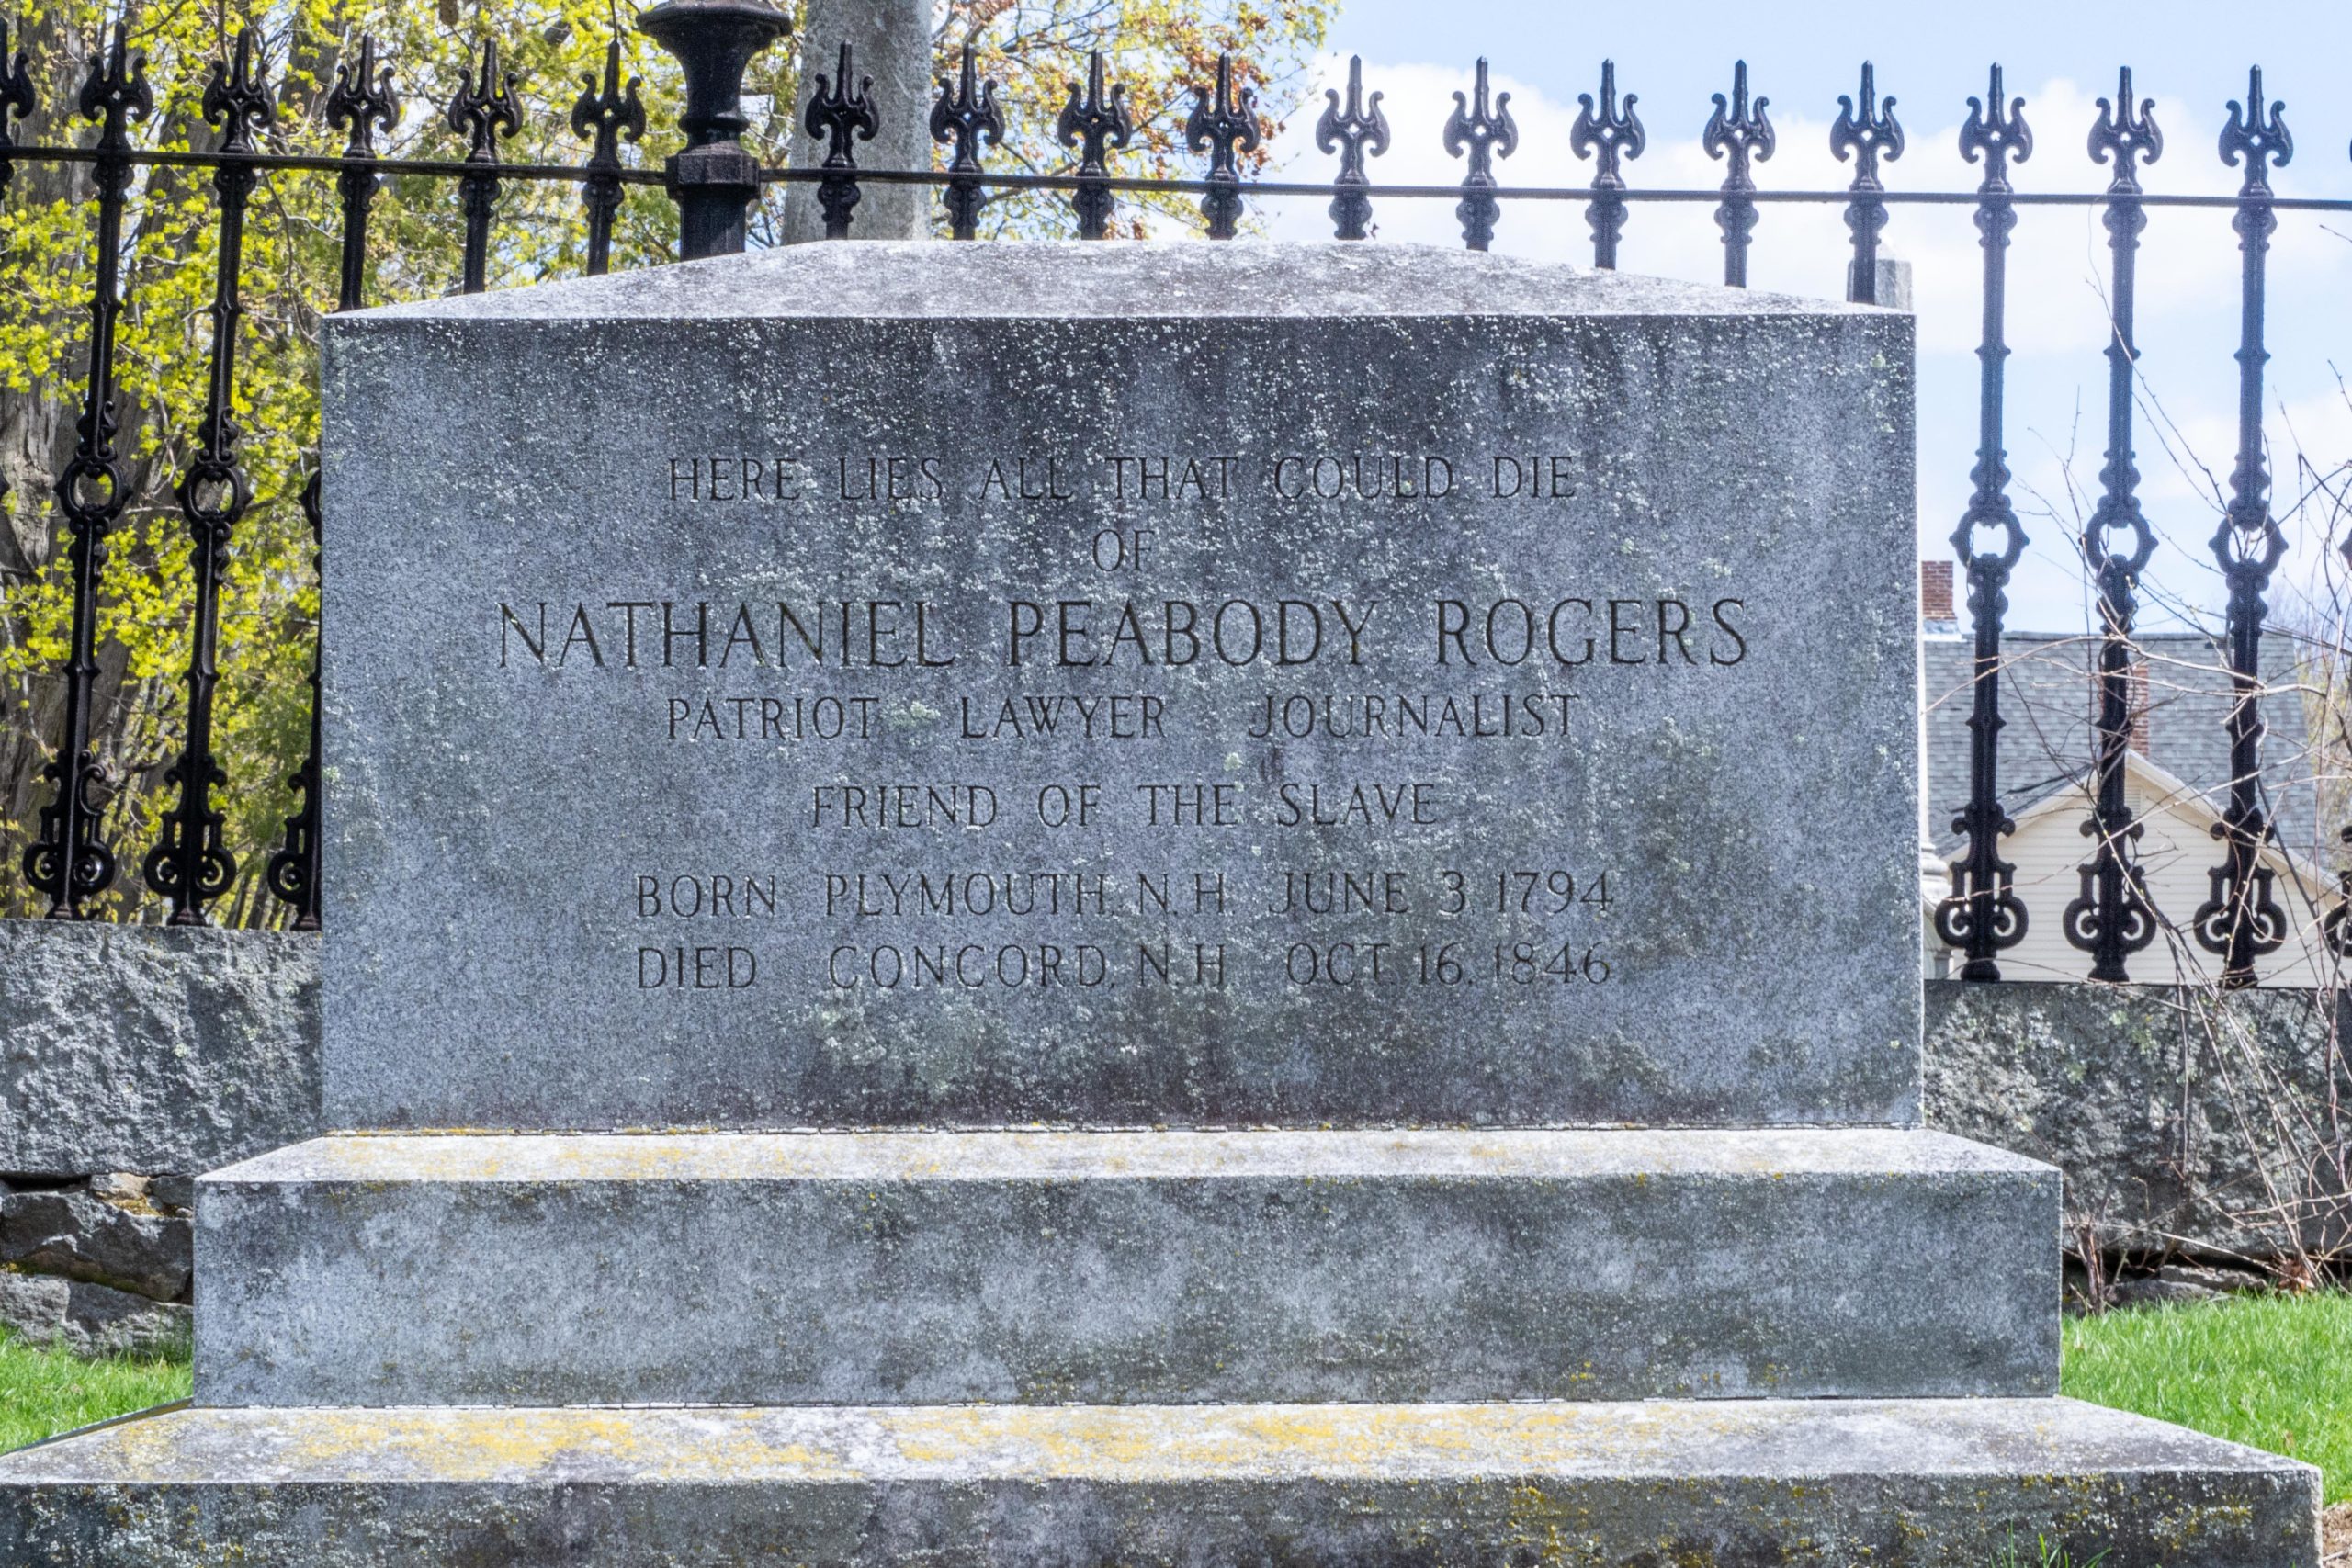 HERE LIES ALL THAT COULD DIE
OF
NATHANIEL PEABODY ROGERS
PATRIOT LAWYER JOURNALIST
FRIEND OF THE SLAVE
BORN PLYMOUTH, N.H. JUNE 3, 1794
DIED CONCORD, N.H. OCT. 16, 1846